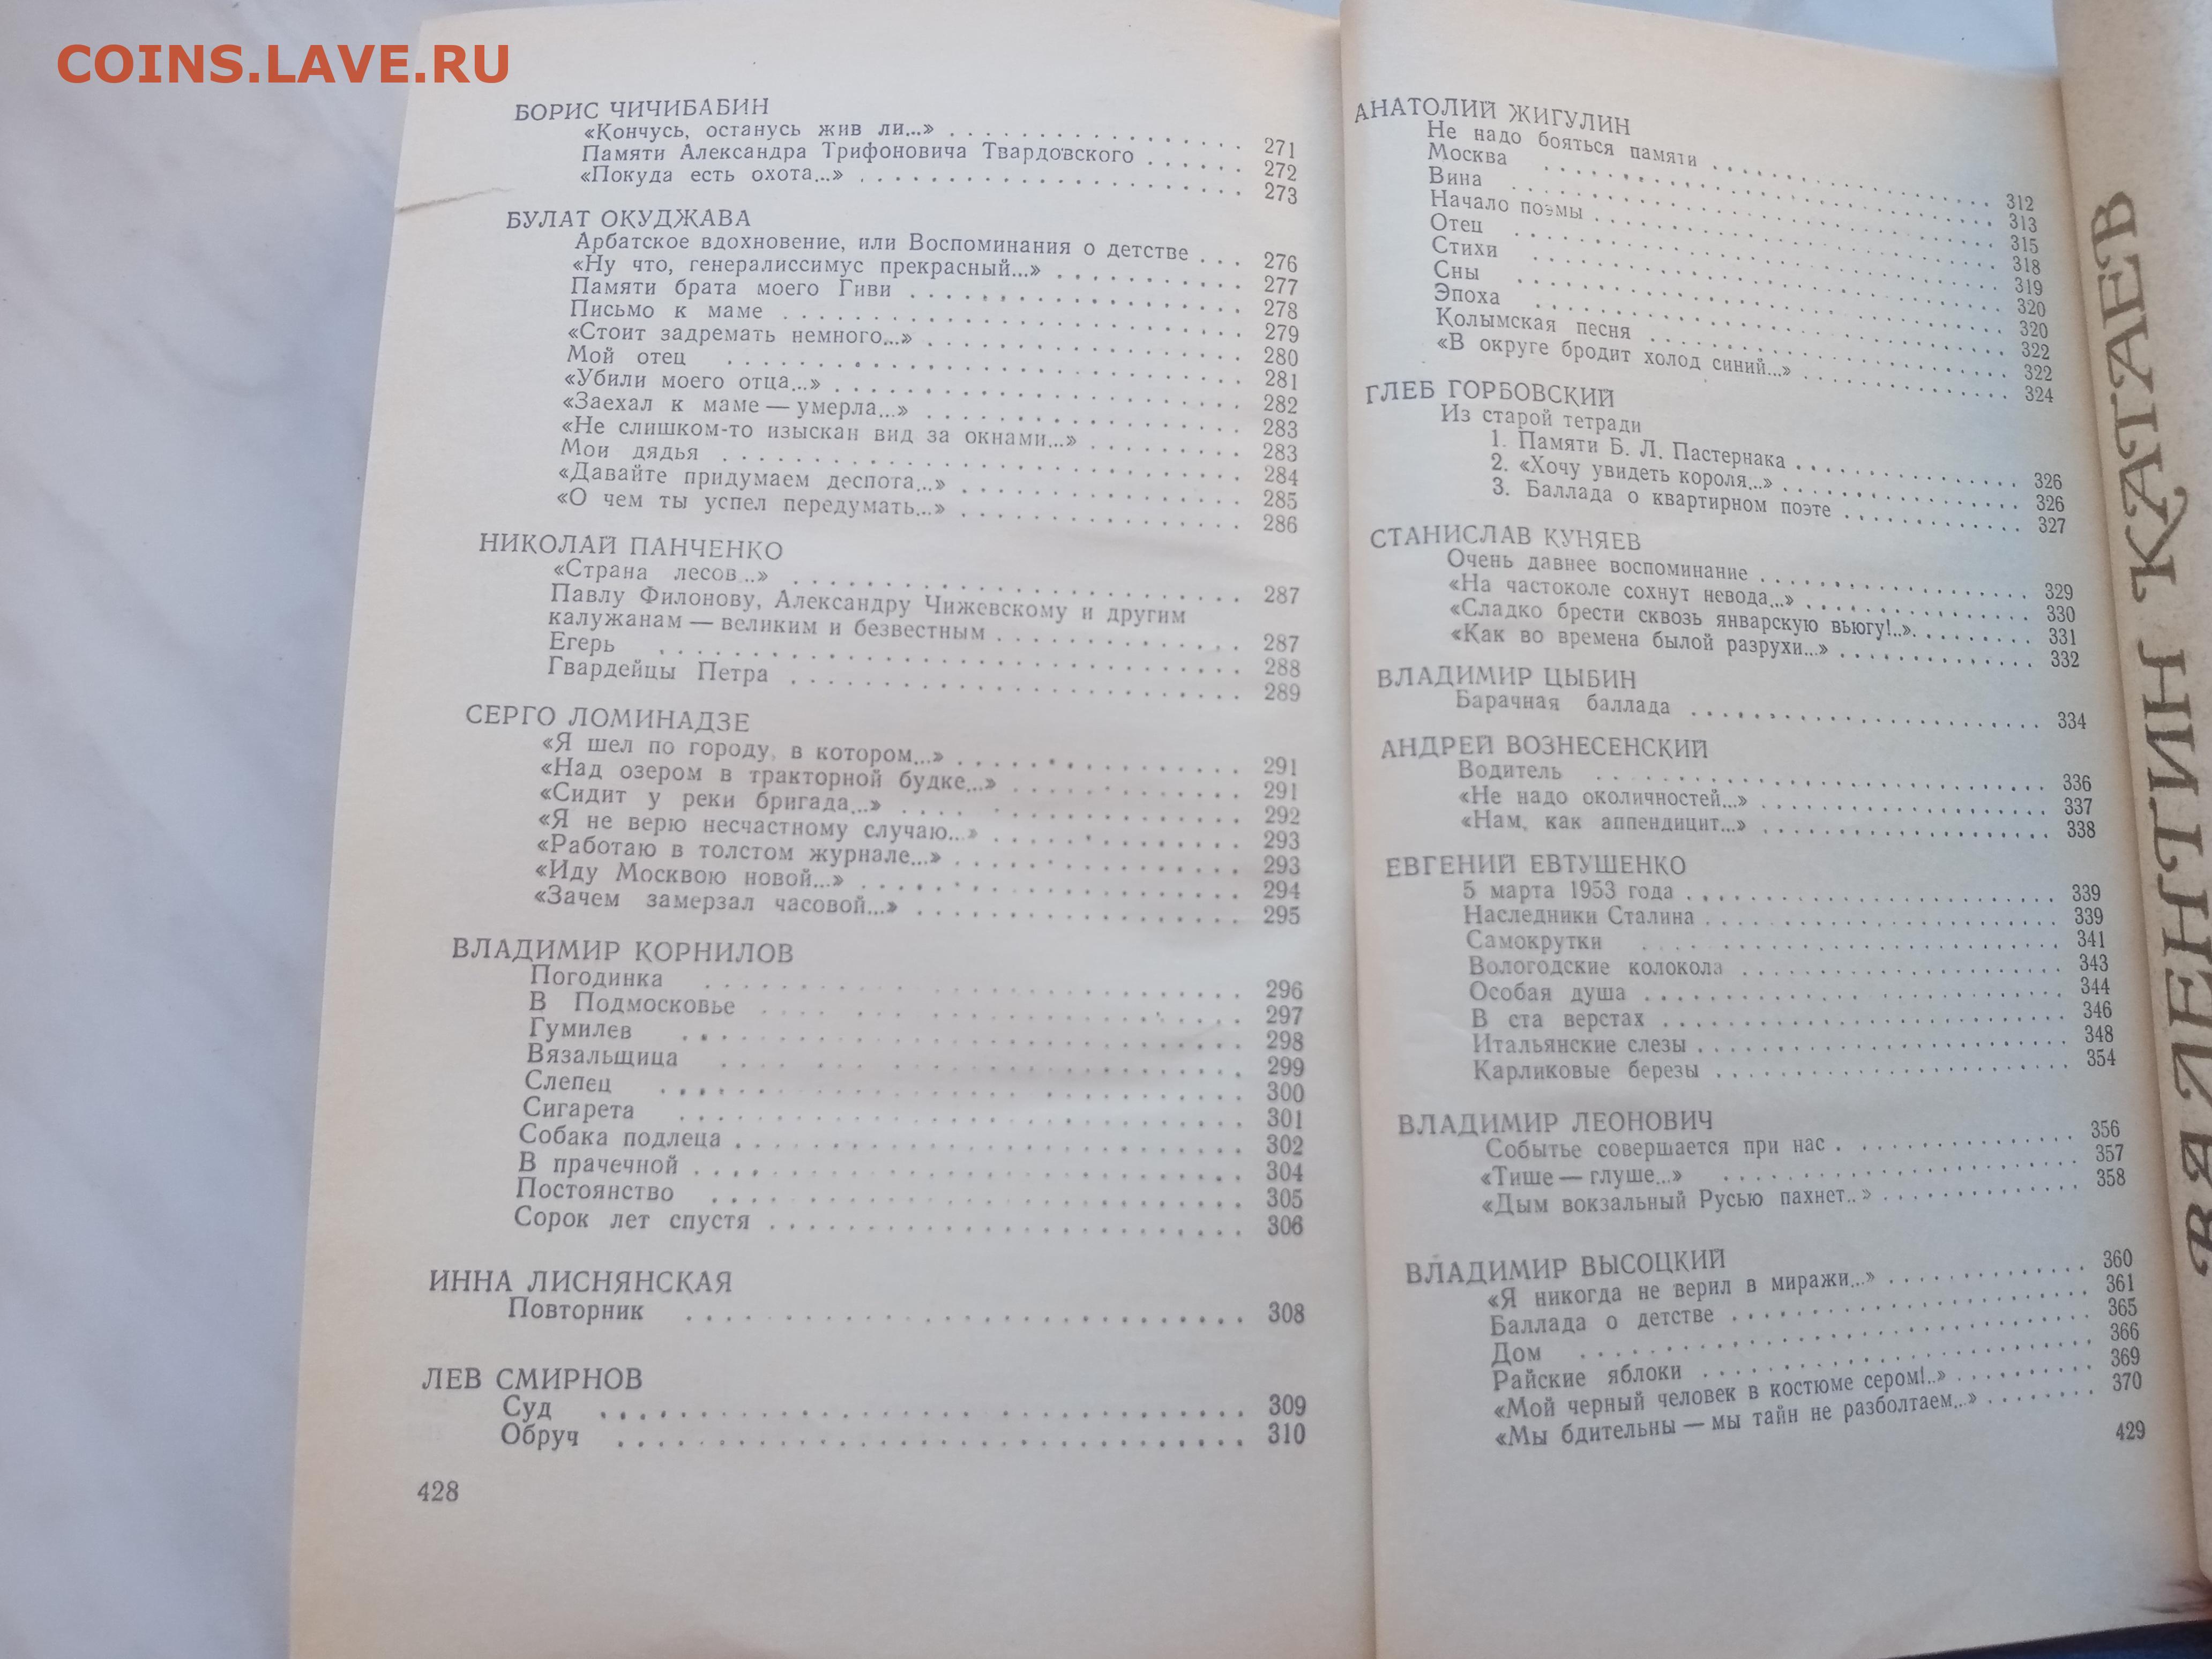 COINS.LAVE.RU
БОРИС ЧИЧИБАБИН
«Кончусь, останусь жив ли...» 271
Памяти Александра Трифоновича Твардовского 272
«Покуда есть охота...» 273
БУЛАТ ОКУДЖАВА
Арбатское вдохновение, или Воспоминания о детстве 276
«Ну что, генералиссимус прекрасный...» 277
Памяти брата моего Гиви 278
Письмо к маме 279
«Стоит задремать немного...» 280
Мой отец 281
«Убили моего отца...» 282
«Заехал к маме — умерла...» 283
«Не слишком-то изыскан вид за окнами...» 283
Мои дядья 284
«Давайте придумаем деспота...» 285
«О чем ты успел передумать...» 286
НИКОЛАЙ ПАНЧЕНКО
«Страна лесов...» 287
Павлу Филонову, Александру Чижевскому и другим
калужанам — великим и безвестным 287
Егерь 288
Гвардейцы Петра 289
СЕРГО ЛОМИНАДЗЕ
«Я шел по городу, в котором...» 291
«Над озером в тракторной будке...» 291
«Сидит у реки бригада...» 292
«Я не верю несчастному случаю...» 293
«Работаю в толстом журнале...» 293
«Иду Москвою новой...» 294
«Зачем замерзал часовой...» 295
ВЛАДИМИР КОРНИЛОВ
Погодинка 296
В Подмосковье 297
Гумилев 298
Вязальщица 299
Слепец 300
Сигарета 301
Собака подлеца 302
В прачечной 304
Постоянство 305
Сорок лет спустя 306
ИННА ЛИСНЯНСКАЯ
Повторник 308
ЛЕВ СМИРНОВ
Суд 309
Обруч 310
428
АНАТОЛИЙ ЖИГУЛИН
Не надо бояться памяти 312
Москва 313
Вина 315
Начало поэмы 318
Отец 319
Стихи 320
Сны 320
Эпоха 322
Колымская песня 322
«В округе бродит холод синий...» 324
ГЛЕБ ГОРБОВСКИЙ
Из старой тетради
1. Памяти Б. Л. Пастернака 326
2. «Хочу увидеть короля...» 326
3. Баллада о квартирном поэте 327
СТАНИСЛАВ КУНЯЕВ
Очень давнее воспоминание 329
«На частоколе сохнут невода...» 330
«Сладко брести сквозь январскую вьюгу!..» 331
«Как во времена былой разрухи...» 332
ВЛАДИМИР ЦЫБИН
Барачная баллада 334
АНДРЕЙ ВОЗНЕСЕНСКИЙ
Водитель 336
«Не надо околичностей...» 337
«Нам, как аппендицит...» 338
ЕВГЕНИЙ ЕВТУШЕНКО
5 марта 1953 года 339
Наследники Сталина 339
Самокрутки 341
Вологодские колокола 343
Особая душа 344
В ста верстах 346
Итальянские слезы 348
Карликовые березы 354
ВЛАДИМИР ЛЕОНОВИЧ
Событье совершается при нас 356
«Тише — глуше...» 357
«Дым вокзальный Русью пахнет..» 358
ВЛАДИМИР ВЫСОЦКИЙ
«Я никогда не верил в миражи...» 360
Баллада о детстве 361
Дом 365
Райские яблоки 366
«Мой черный человек в костюме сером!..» 369
«Мы бдительны — мы тайн не разболтаем...» 370
429
ВАЛЕНТИН КАТАЕВ